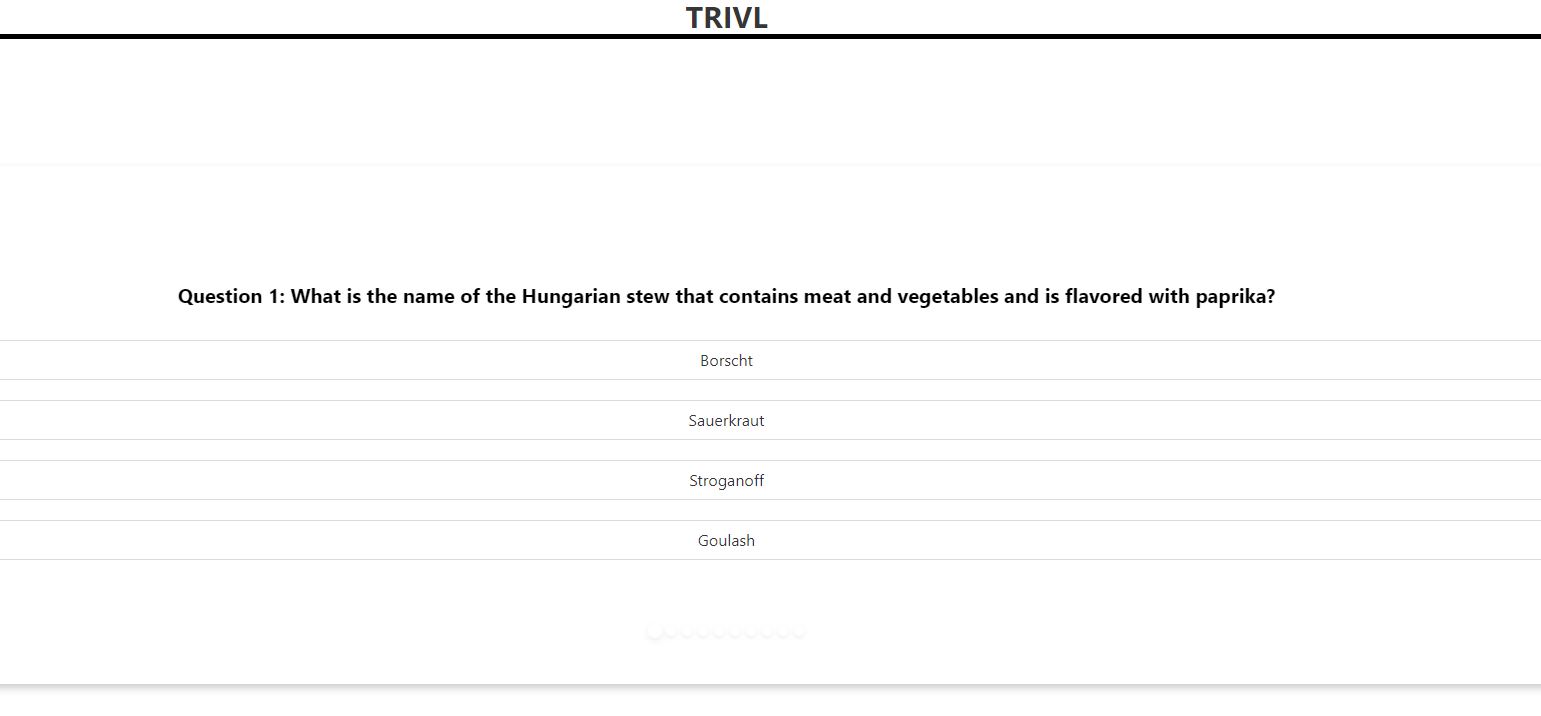 TRIVL
Question 1: What is the name of the Hungarian stew that contains meat and vegetables and is flavored with paprika?
Borscht
Sauerkraut
Stroganoff
Goulash